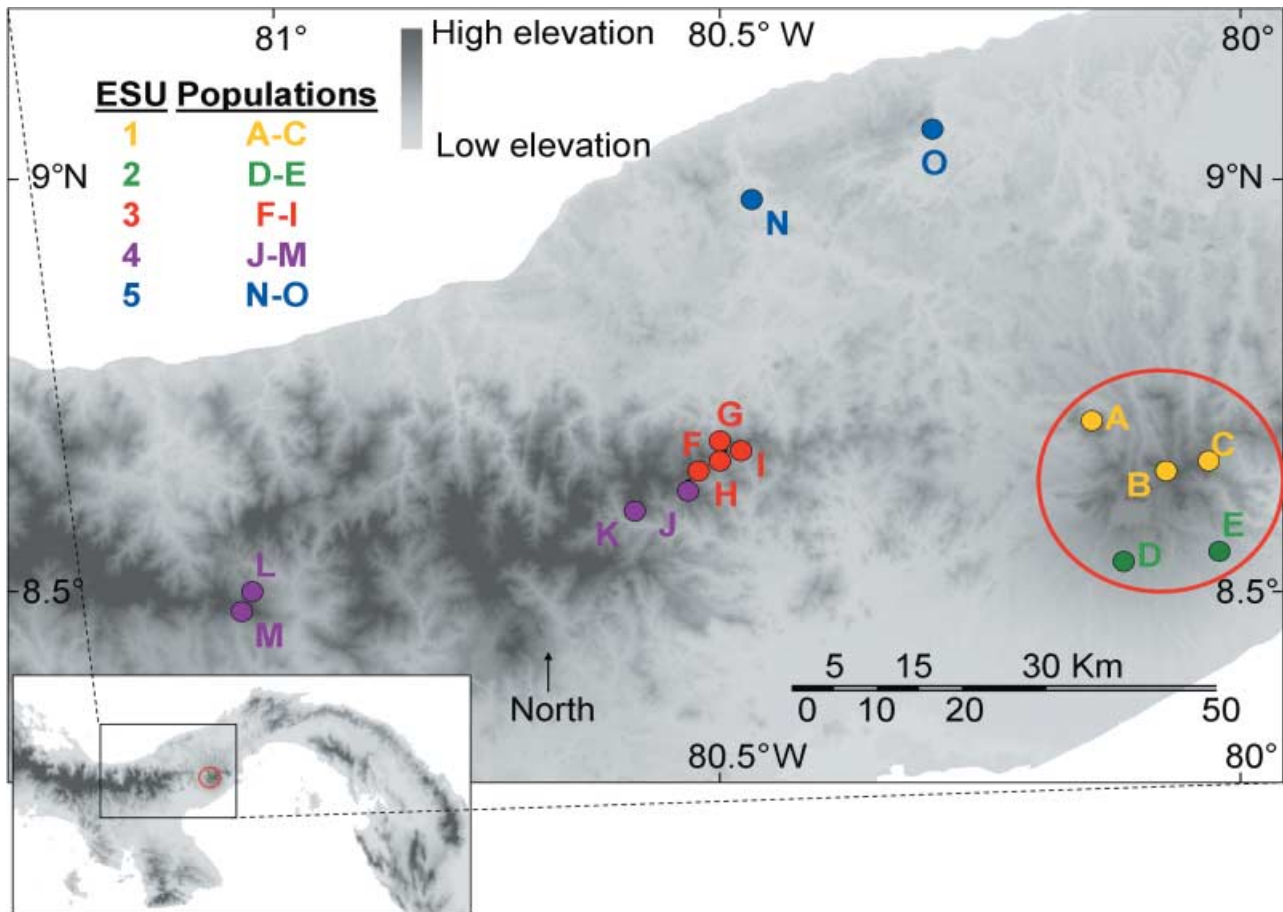 81° 80.5° W 80°
High elevation
Low elevation
ESU Populations
1 A-C
2 D-E
3 F-I
4 J-M
5 N-O
9°N 9°N
O
N
G
F
I
H
K J
A
C
B
E
D
L
M
8.5° 8.5°
North
5 15 30 Km
0 10 20 50
80.5°W 80°